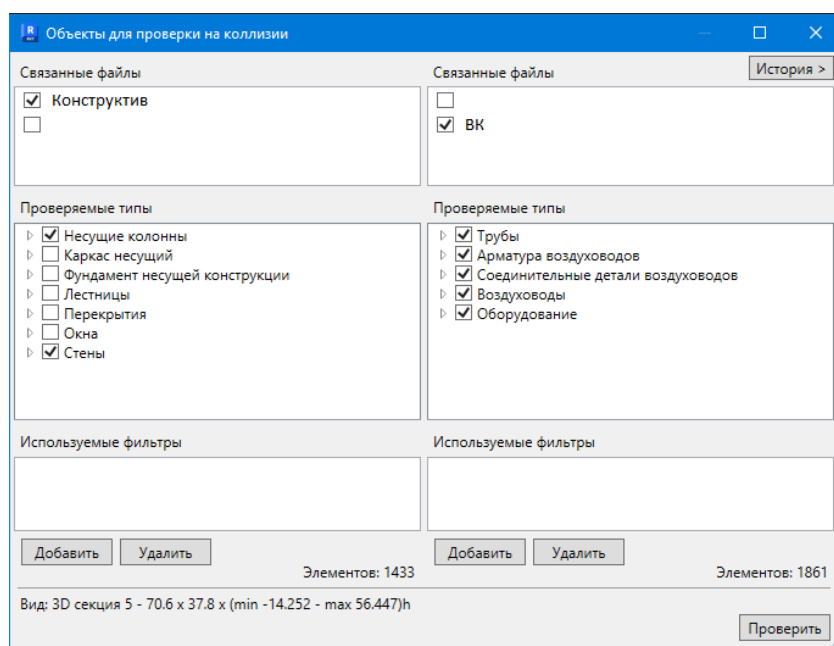 Объекты для проверки на коллизии
Связанные файлы
Конструктив
Проверяемые типы
Несущие колонны
Каркас несущий
Фундамент несущей конструкции
Лестницы
Перекрытия
Окна
Стены
Используемые фильтры
Добавить Удалить
Элементов: 1433
Связанные файлы
История >
ВК
Проверяемые типы
Трубы
Арматура воздуховодов
Соединительные детали воздуховодов
Воздуховоды
Оборудование
Используемые фильтры
Добавить Удалить
Элементов: 1861
Вид: 3D секция 5 - 70.6 x 37.8 x (min -14.252 - max 56.447)h
Проверить